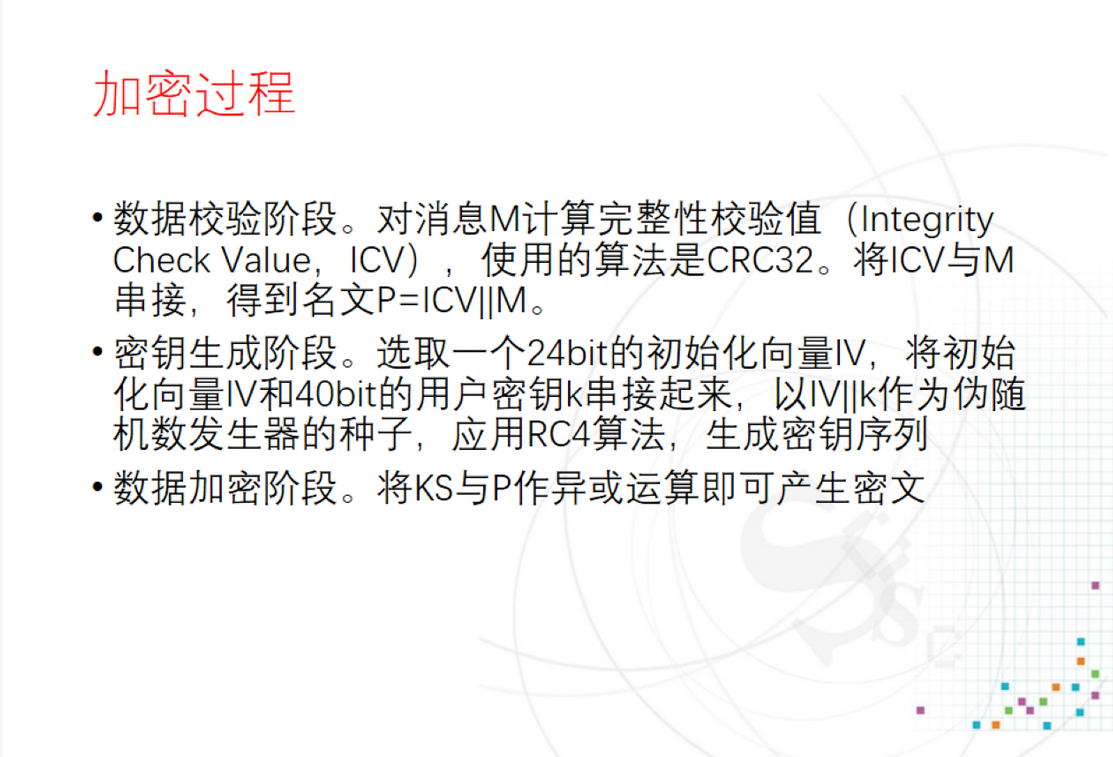 加密过程
• 数据校验阶段。对消息M计算完整性校验值（Integrity
Check Value，ICV），使用的算法是CRC32。将ICV与M
串接，得到名文P=ICV||M。
• 密钥生成阶段。选取一个24bit的初始化向量IV，将初始
化向量IV和40bit的用户密钥k串接起来，以IV||k作为伪随
机数发生器的种子，应用RC4算法，生成密钥序列
• 数据加密阶段。将KS与P作异或运算即可产生密文